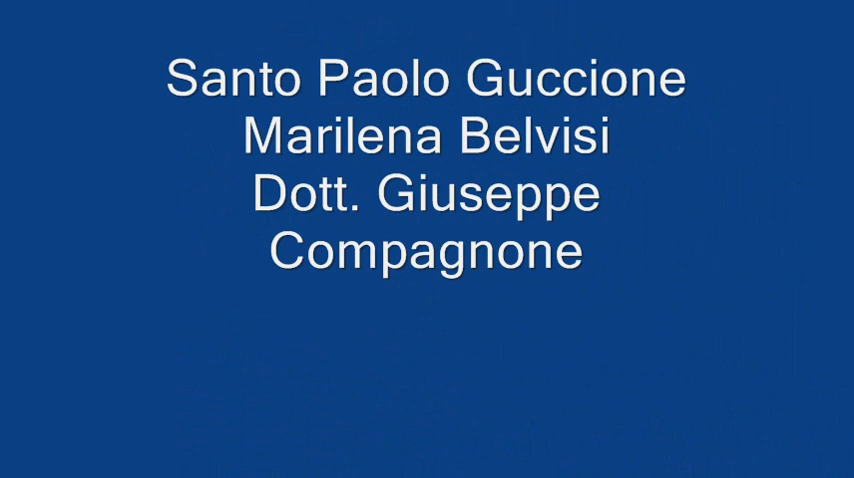 Santo Paolo Guccione
Marilena Belvisi
Dott. Giuseppe
Compagnone